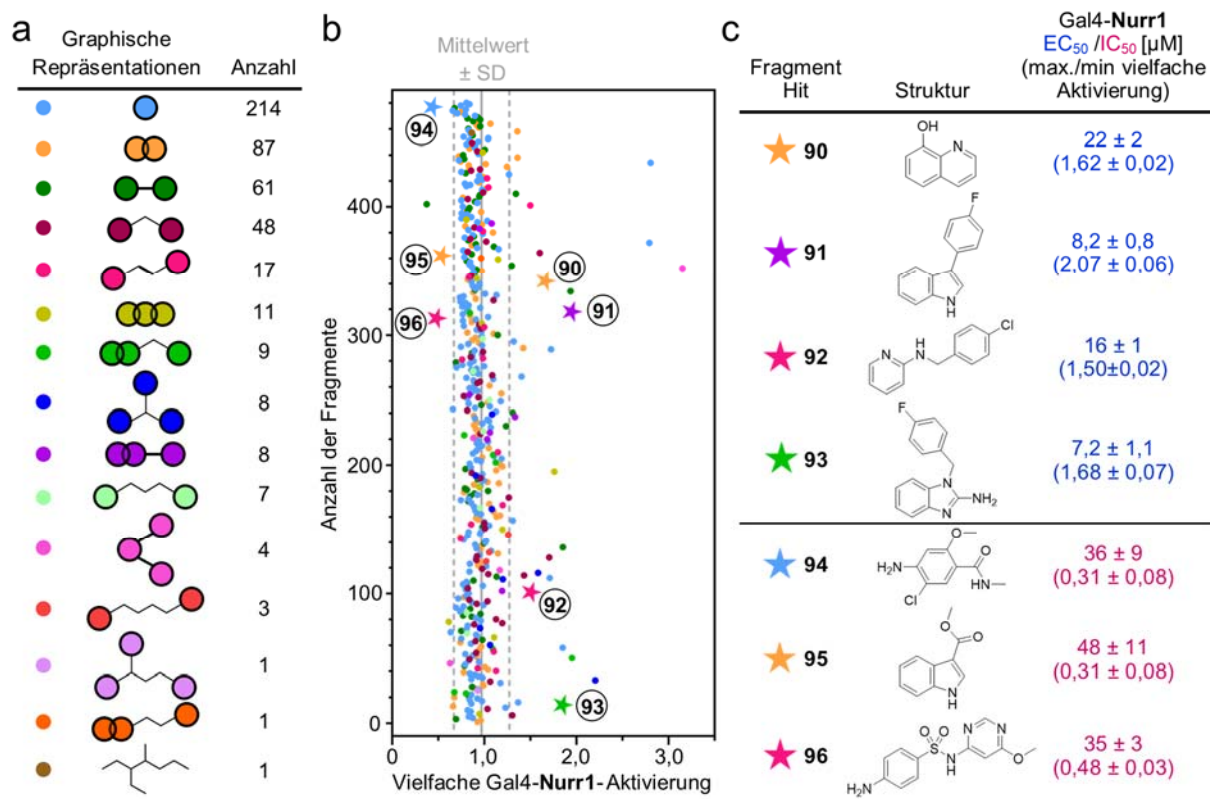 a
Graphische
Repräsentationen
Anzahl
214
87
61
48
17
11
9
8
8
7
4
3
1
1
1
b
Mittelwert
± SD
Anzahl der Fragmente
400
300
200
100
0
0
1,0
2,0
3,0
Vielfache Gal4-Nurr1-Aktivierung
94
95
96
90
91
92
93
c
Fragment
Hit
Struktur
Gal4-Nurr1
EC50 /IC50 [µM]
(max./min vielfache
Aktivierung)
90
OH
N
22 ± 2
(1,62 ± 0,02)
91
F
N
H
8,2 ± 0,8
(2,07 ± 0,06)
92
Cl
H
N
N
16 ± 1
(1,50±0,02)
93
F
N
NH2
N
7,2 ± 1,1
(1,68 ± 0,07)
94
O
O
H2N
HN
Cl
36 ± 9
(0,31 ± 0,08)
95
O
O
N
H
48 ± 11
(0,31 ± 0,08)
96
O O
S
N
H
N N
O
H2N
35 ± 3
(0,48 ± 0,03)